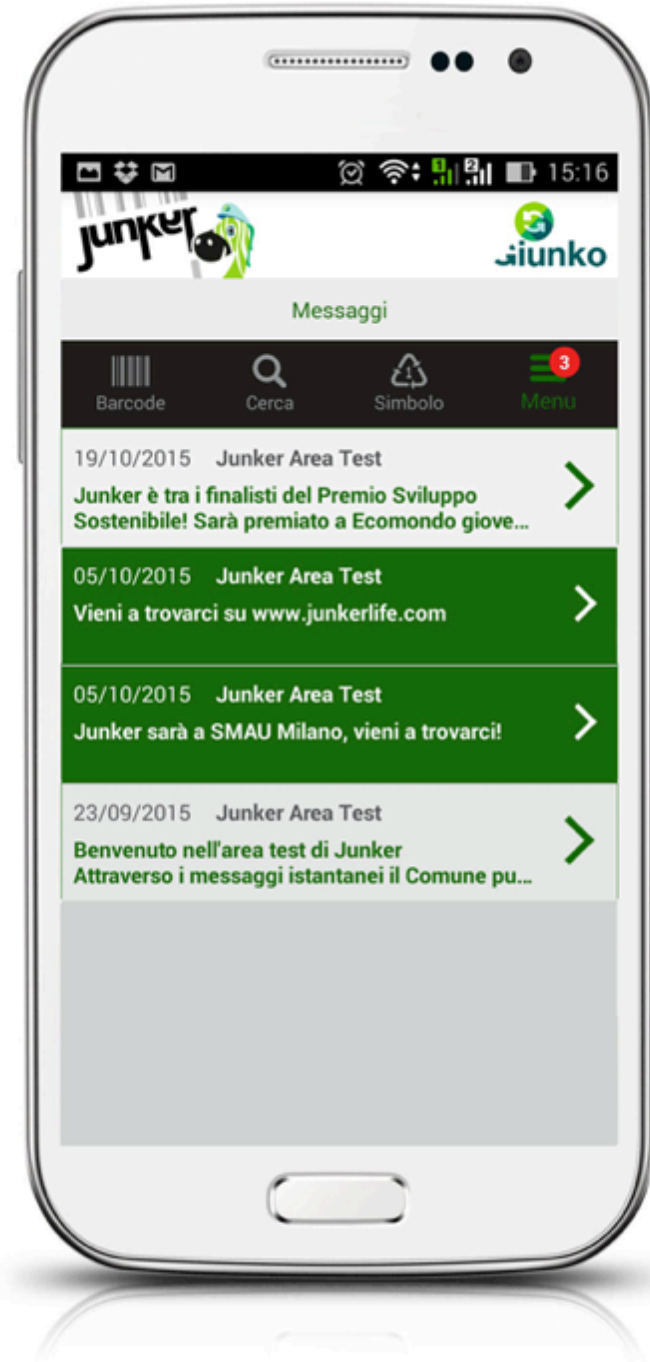 15:16
junker
Giunko
Messaggi
Barcode
Cerca
1
Simbolo
3
Menu
19/10/2015 Junker Area Test
Junker è tra i finalisti del Premio Sviluppo
Sostenibile! Sarà premiato a Ecomondo giove...
05/10/2015 Junker Area Test
Vieni a trovarci su www.junkerlife.com
05/10/2015 Junker Area Test
Junker sarà a SMAU Milano, vieni a trovarci!
23/09/2015 Junker Area Test
Benvenuto nell'area test di Junker
Attraverso i messaggi istantanei il Comune pu...